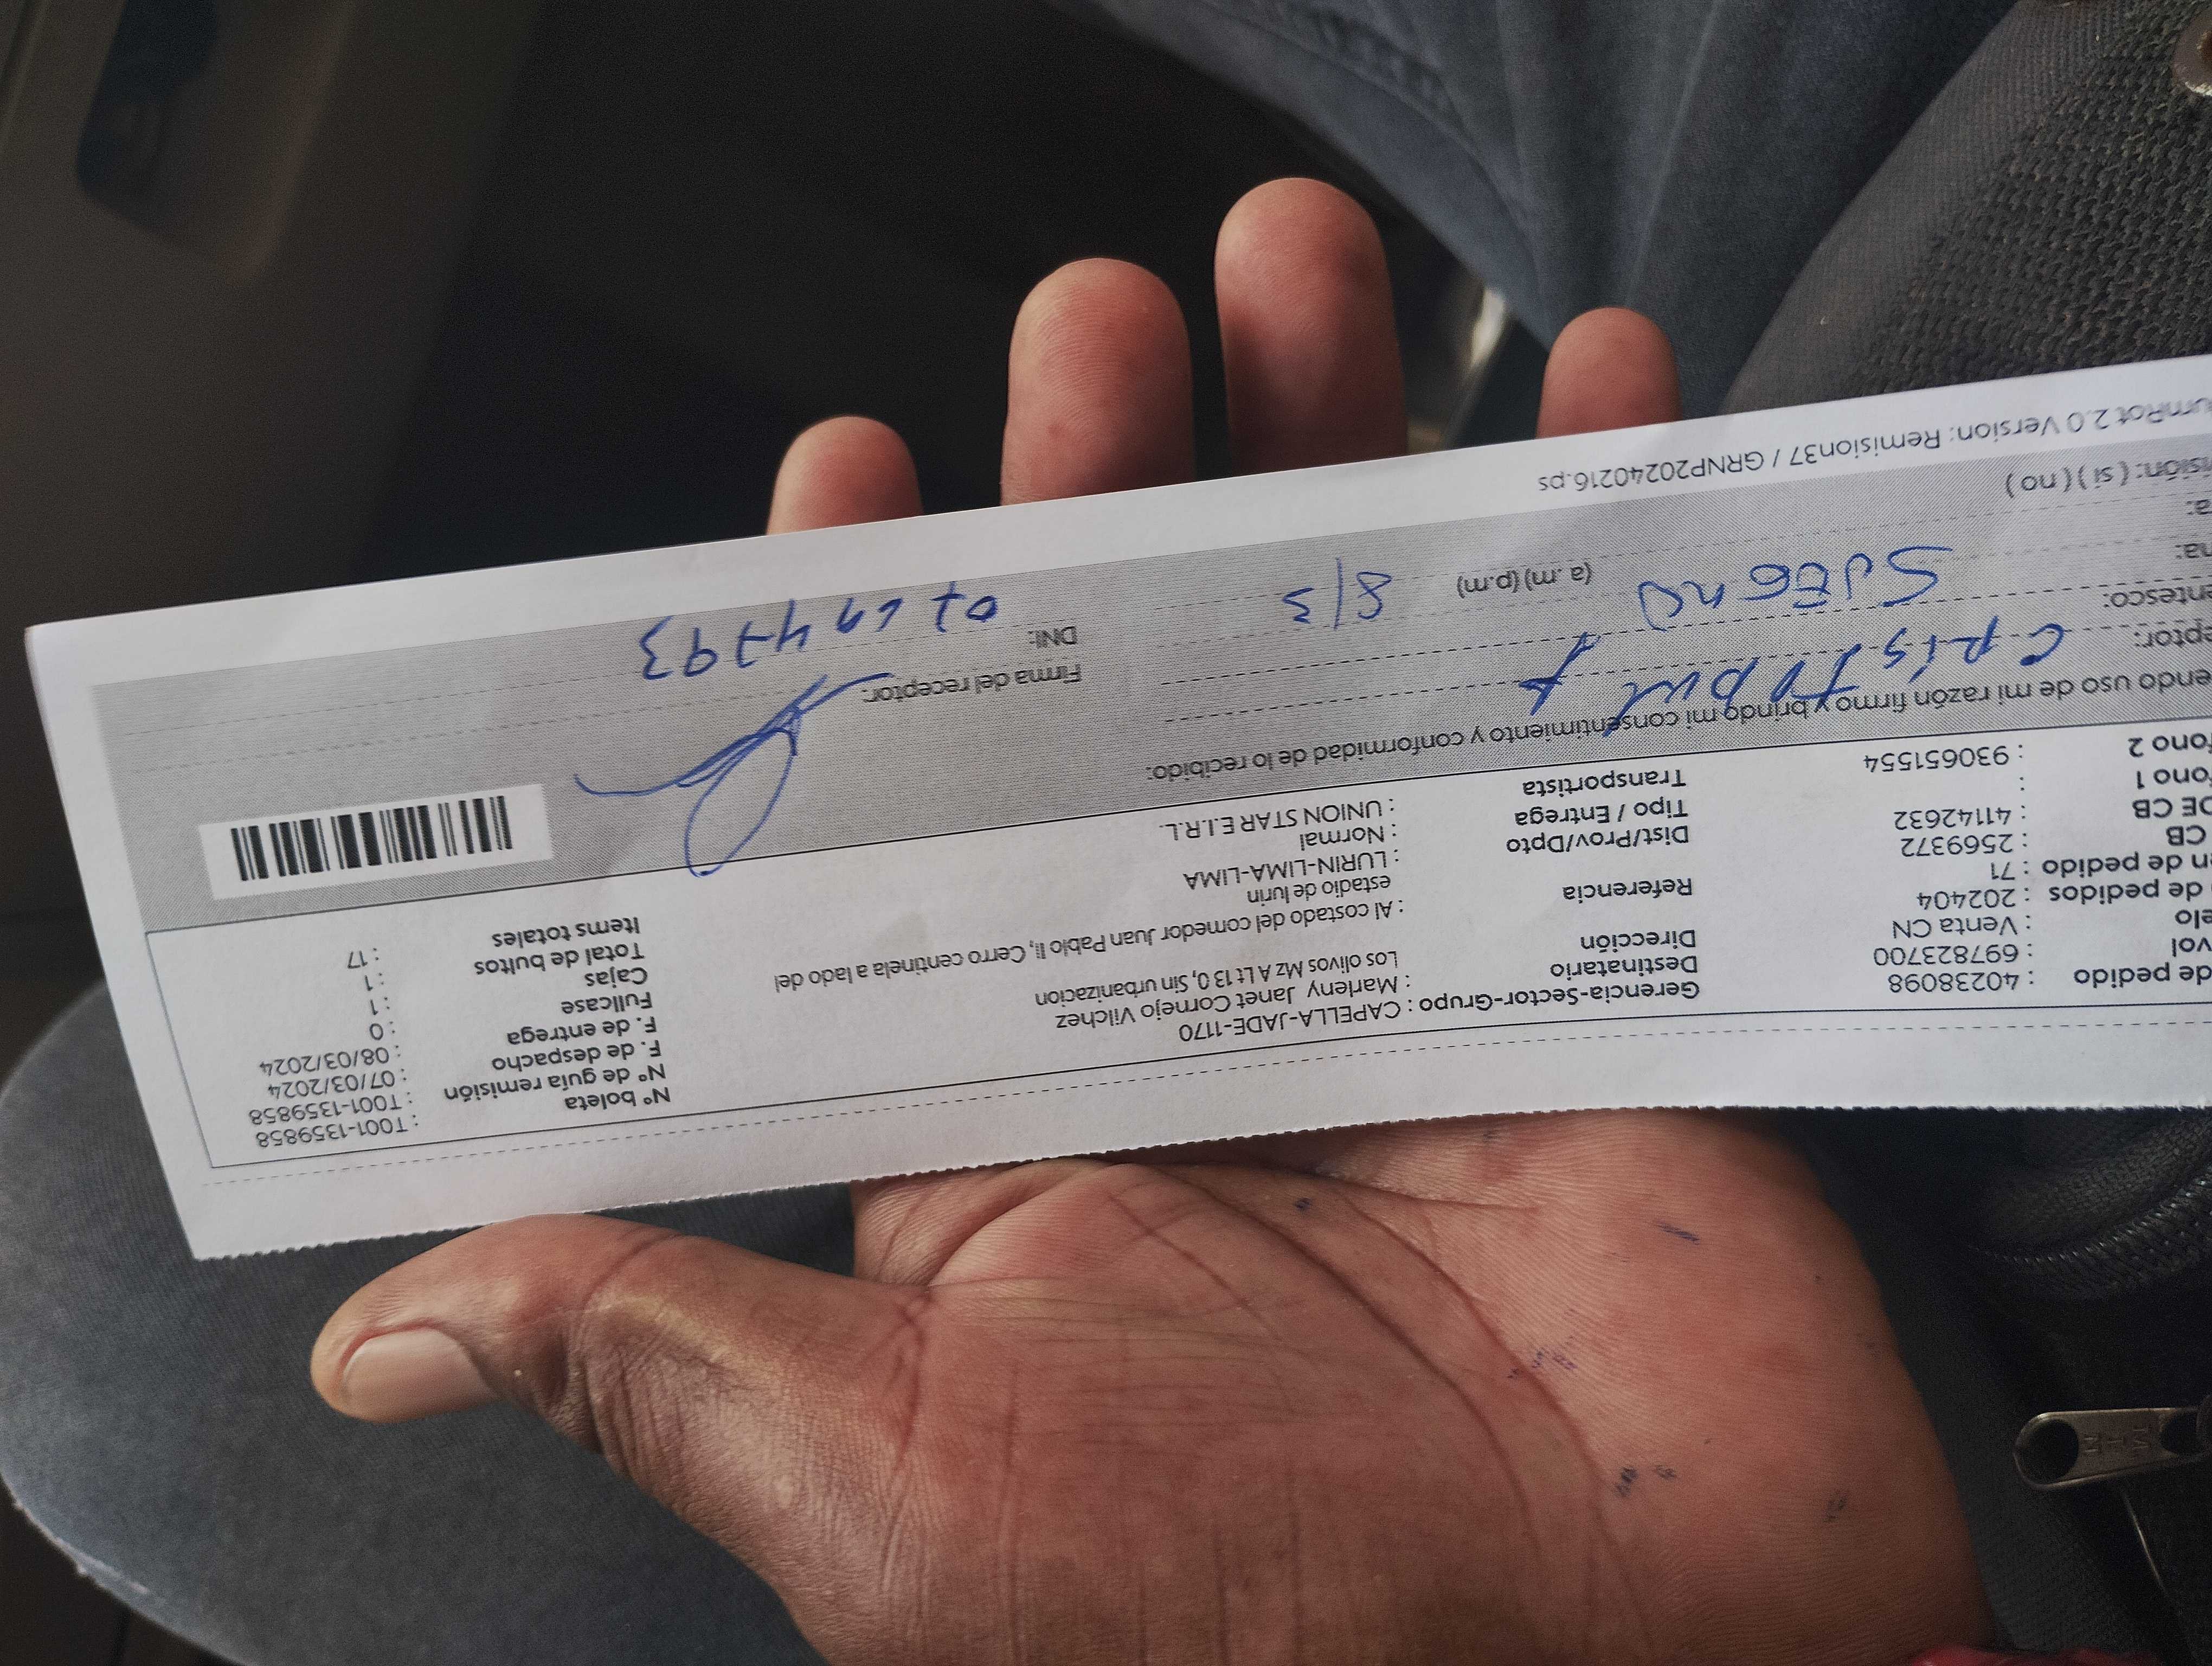 de pedido : 40238098
vol : 697823700
elo : Venta CN
de pedidos : 202404
n de pedido : 71
CB : 2569372
DE CB : 41142632
fono 1 :
fono 2 : 930651554
Gerencia-Sector-Grupo : CAPELLA-JADE-1170
Destinatario : Marleny Janet Cornejo Vilchez
Dirección Los olivos Mz A Lt 13 0, Sin urbanizacion
Referencia : Al costado del comedor Juan Pablo II, Cerro centinela a lado del
estadio de lurin
Dist/Prov/Dpto : LURIN-LIMA-LIMA
Tipo / Entrega : Normal
Transportista : UNION STAR E.I.R.L.
Nº boleta : T001-1359858
Nº de guía remisión : T001-1359858
F. de despacho : 07/03/2024
F. de entrega : 08/03/2024
Fullcase : 0
Cajas : 1
Total de bultos : 1
Items totales : 17
endo uso de mi razón firmo y brindo mi consentimiento y conformidad de lo recibido:
eptor:
entesco: SUEGRO
na: 8/3 (a.m)(p.m)
a:
isión: ( si ) ( no )
Firma del receptor:
DNI:
umRot 2.0 Version: Remision37 / GRNP20240216.ps